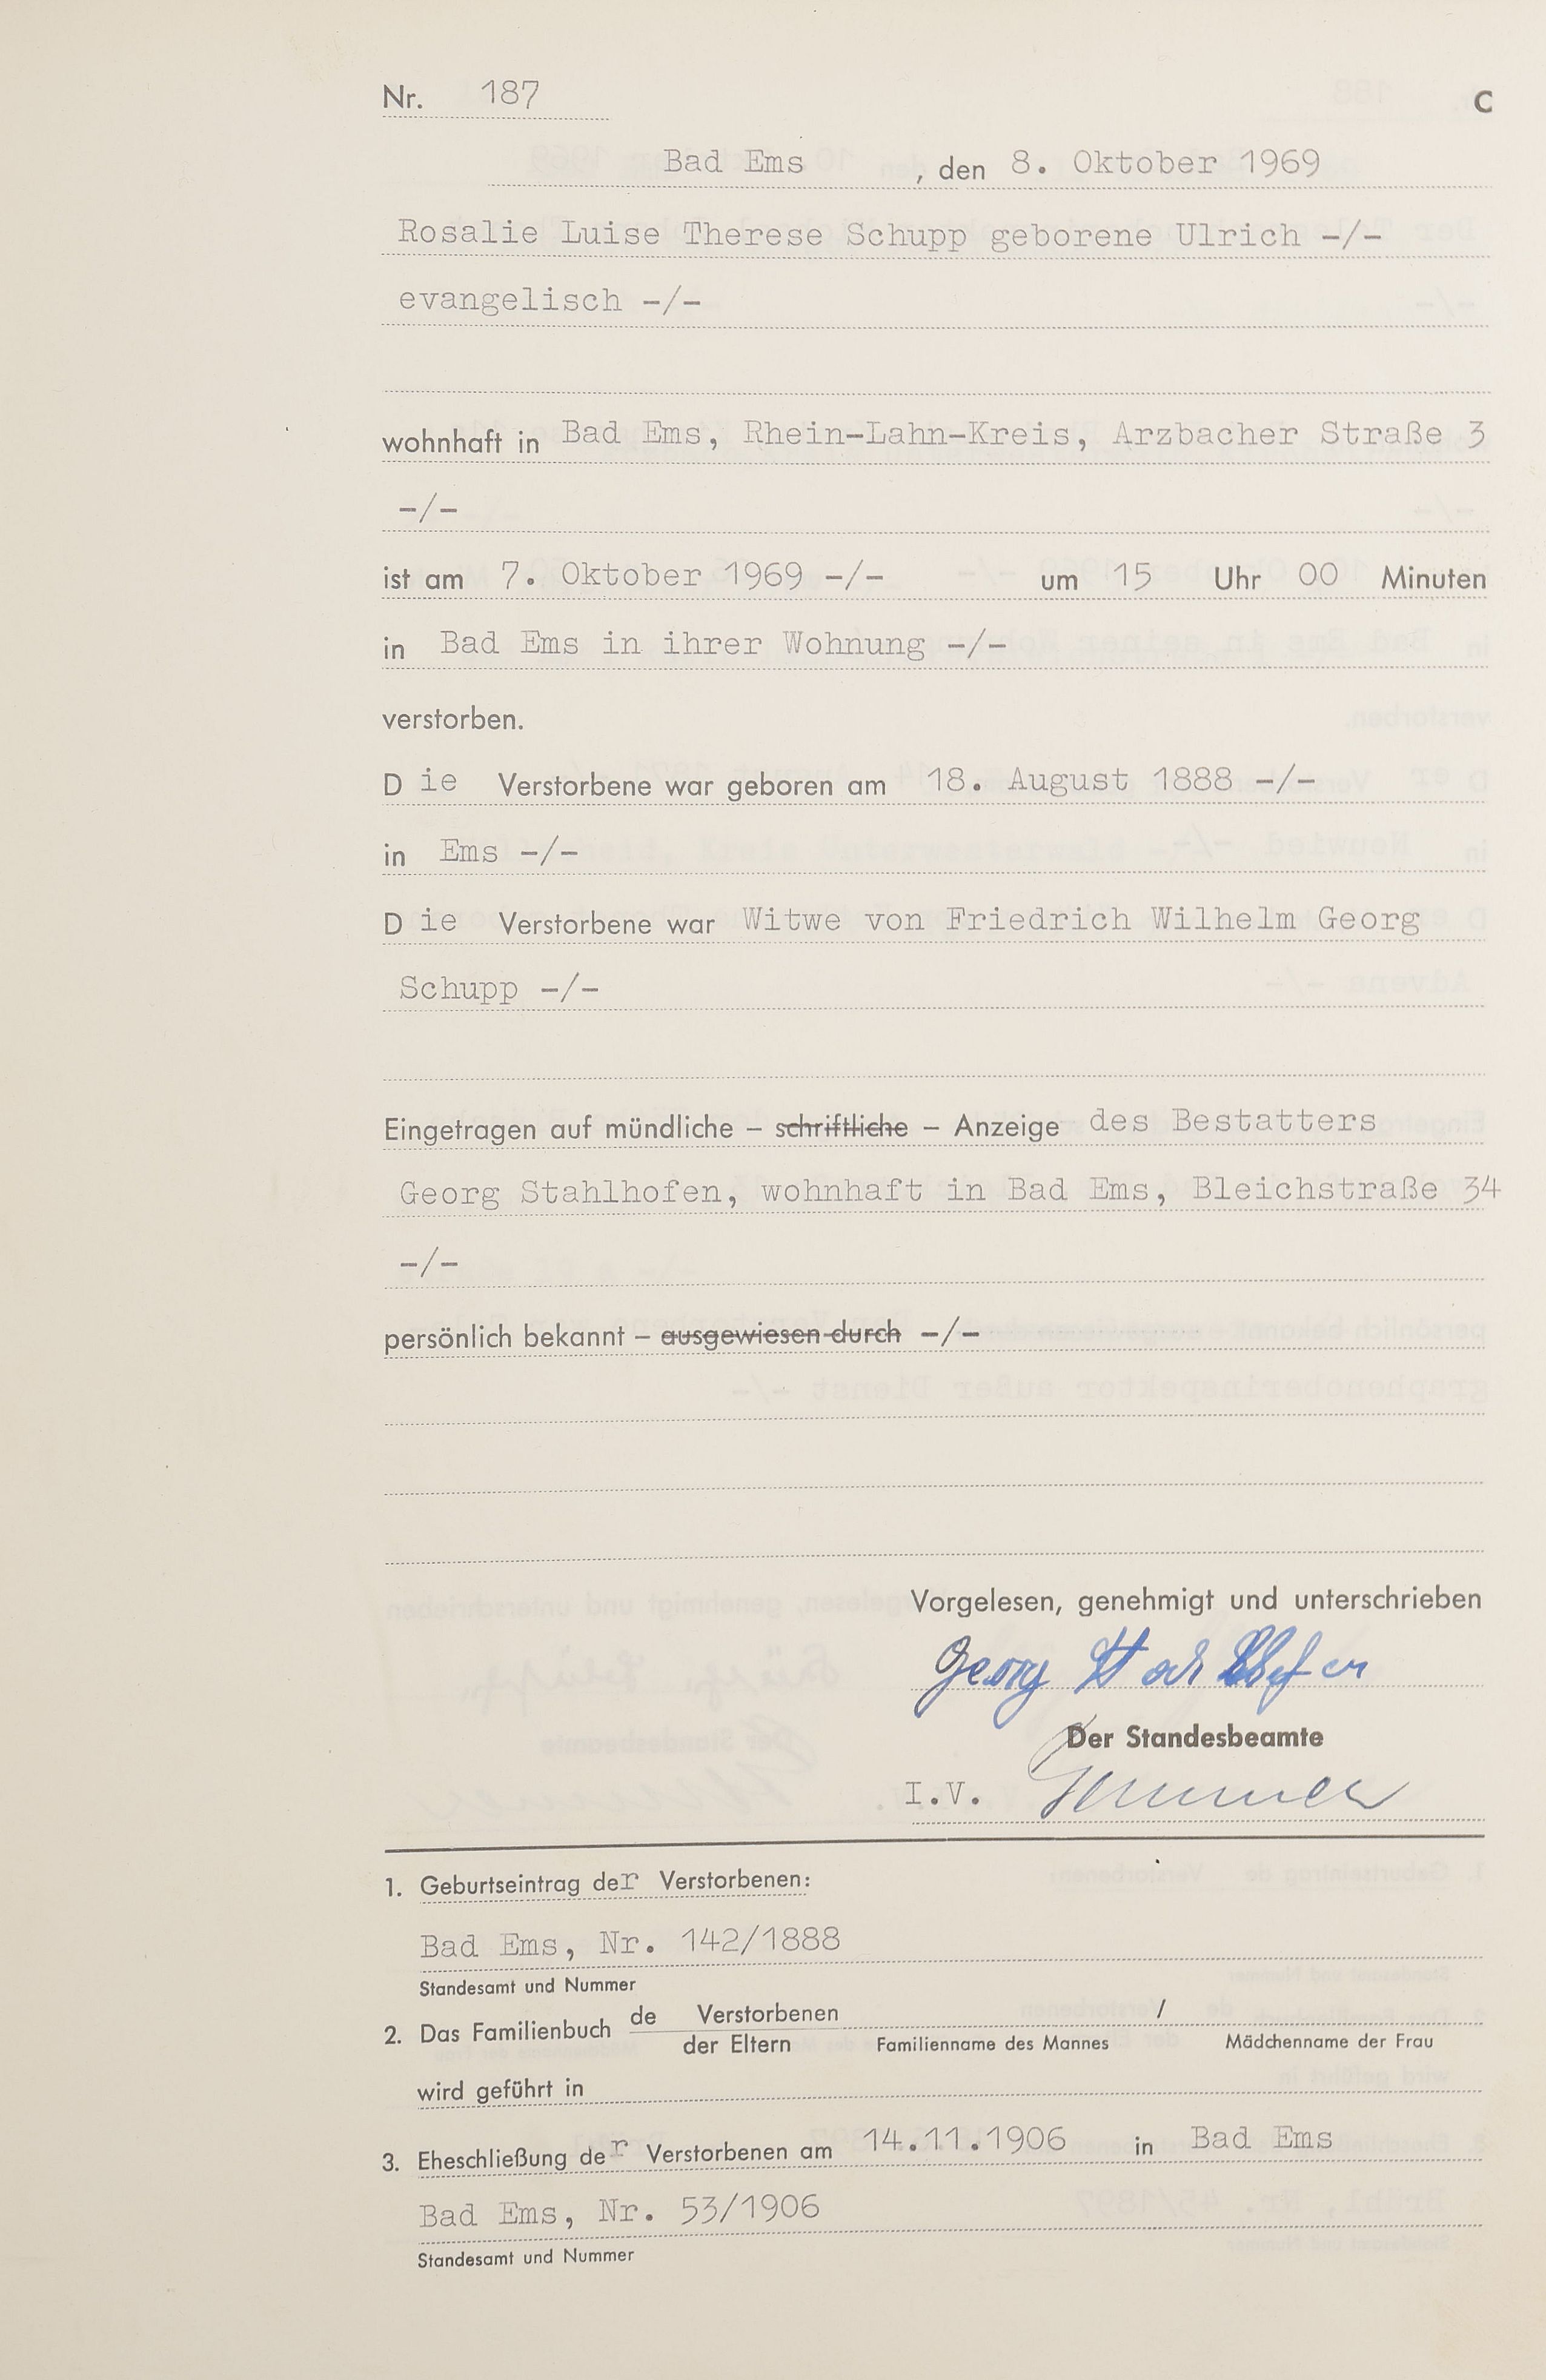 Nr. 187 C
Bad Ems , den 8. Oktober 1969
Rosalie Luise Therese Schupp geborene Ulrich -/-
evangelisch -/-
wohnhaft in Bad Ems, Rhein-Lahn-Kreis, Arzbacher Straße 3
-/-
ist am 7. Oktober 1969 -/- um 15 Uhr 00 Minuten
in Bad Ems in ihrer Wohnung -/-
verstorben.
Die Verstorbene war geboren am 18. August 1888 -/-
in Ems -/-
Die Verstorbene war Witwe von Friedrich Wilhelm Georg
Schupp -/-
Eingetragen auf mündliche – schriftliche – Anzeige des Bestatters
Georg Stahlhofen, wohnhaft in Bad Ems, Bleichstraße 34
-/-
persönlich bekannt – ausgewiesen durch -/-
Vorgelesen, genehmigt und unterschrieben
Georg Stahlhofen
Der Standesbeamte
I.V.
1. Geburtseintrag der Verstorbenen:
Bad Ems, Nr. 142/1888
Standesamt und Nummer
2. Das Familienbuch de Verstorbenen /
der Eltern Familienname des Mannes Mädchenname der Frau
wird geführt in
3. Eheschließung der Verstorbenen am 14.11.1906 in Bad Ems
Bad Ems, Nr. 53/1906
Standesamt und Nummer